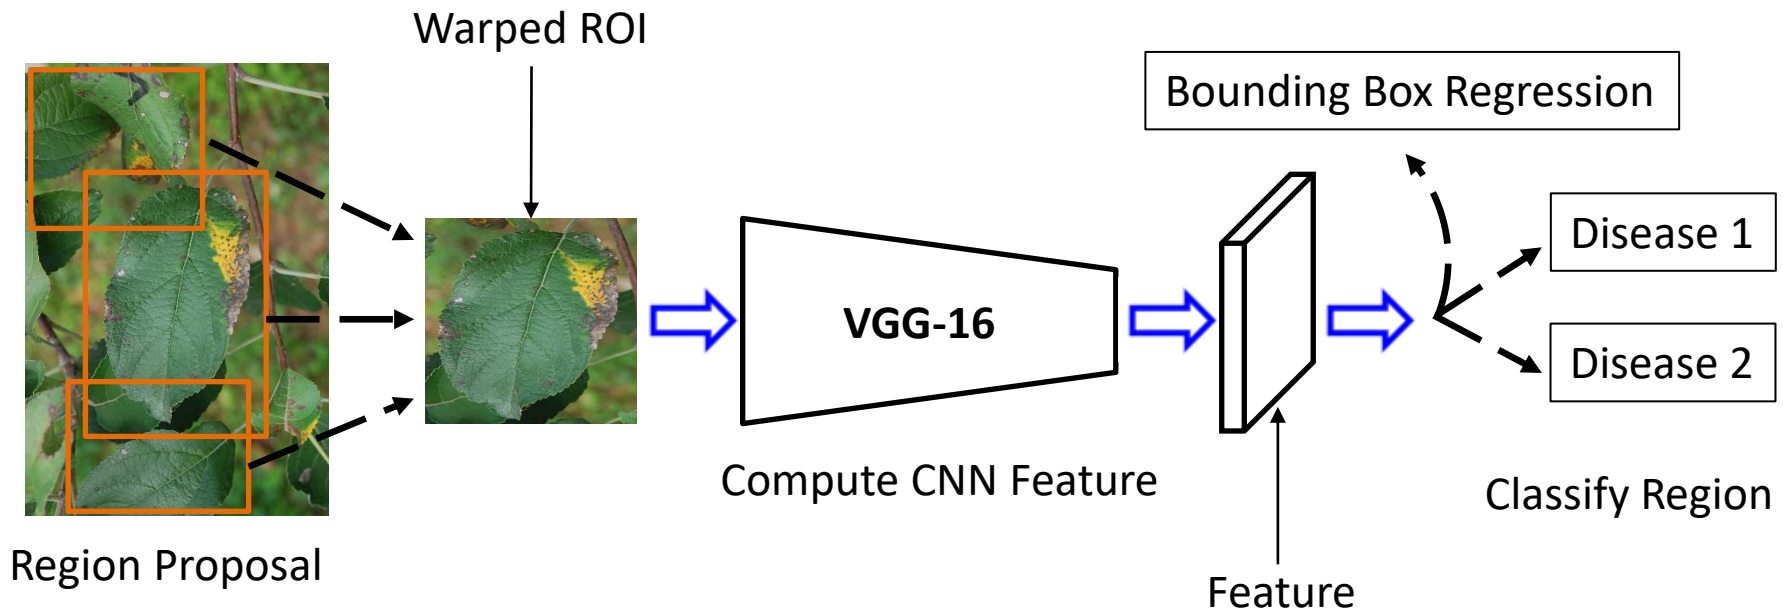 Warped ROI
Bounding Box Regression
Disease 1
VGG-16
Disease 2
Compute CNN Feature
Classify Region
Region Proposal
Feature